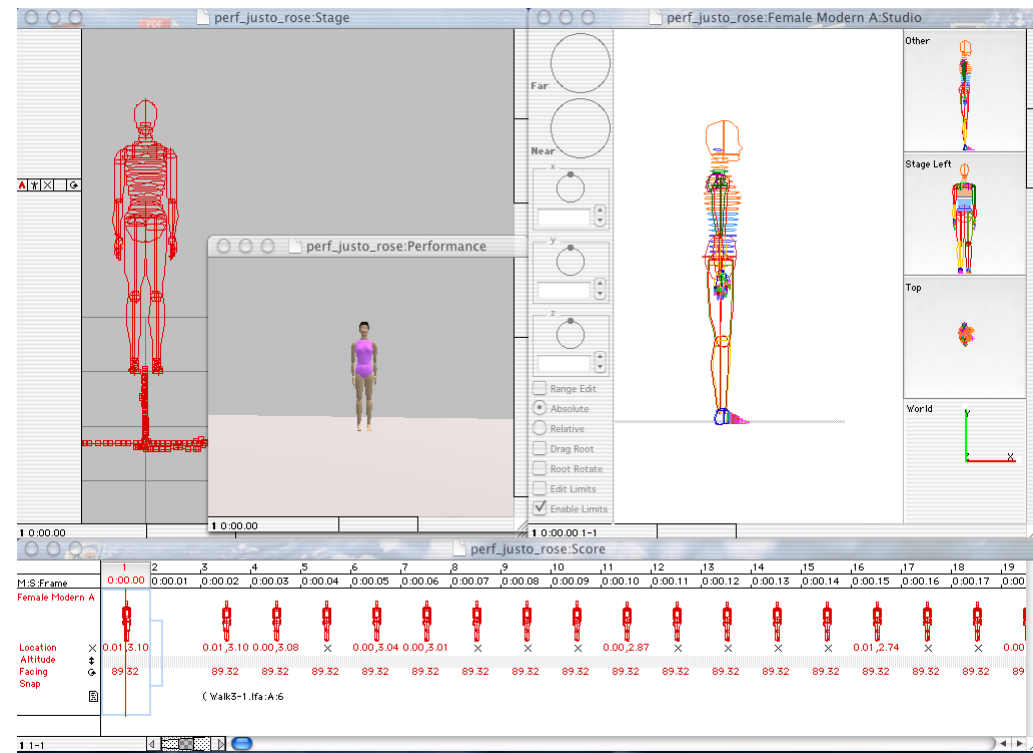 perf_justo_rose:Stage
perf_justo_rose:Female Modern A:Studio
PDF
Far
Near
x
y
z
Range Edit
Absolute
Relative
Drag Root
Root Rotate
Edit Limits
Enable Limits
Other
Stage Left
Top
World
Y
X
Z
perf_justo_rose:Performance
1 0:00.00
1 0:00.00
1 0:00.00 1-1
perf_justo_rose:Score
1 2 3 4 5 6 7 8 9 10 11 12 13 14 15 16 17 18 19
M:S:Frame 0:00.00 0:00.01 0:00.02 0:00.03 0:00.04 0:00.05 0:00.06 0:00.07 0:00.08 0:00.09 0:00.10 0:00.11 0:00.12 0:00.13 0:00.14 0:00.15 0:00.16 0:00.17 0:00
Female Modern A
Location 0.01,3.10 0.01,3.10 0.00,3.08 0.00,3.04 0.00,3.01 0.00,2.87 0.01,2.74 0.00
Altitude
Facing 89.32 89.32 89.32 89.32 89.32 89.32 89.32 89.32 89.32 89.32 89.32 89.32 89.32 89.32 89.32 89.32 89.32 89
Snap
( Walk3-1.lfa:A:6
1 1-1